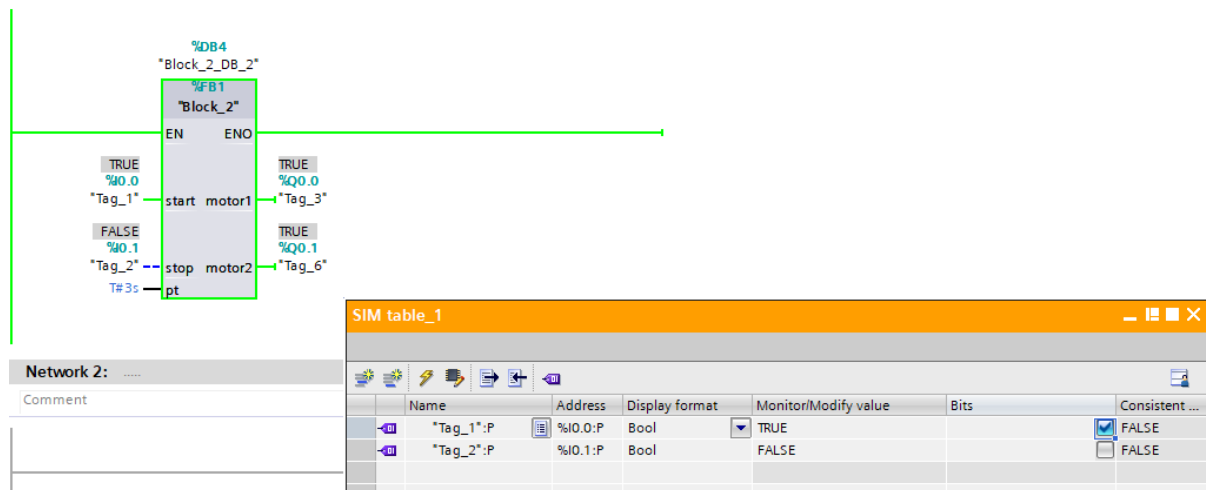 %DB4
"Block_2_DB_2"
%FB1
"Block_2"
EN ENO
TRUE TRUE
%I0.0 %Q0.0
"Tag_1" start motor1 "Tag_3"
FALSE TRUE
%I0.1 %Q0.1
"Tag_2" stop motor2 "Tag_6"
T#3s pt
SIM table_1
Network 2: .....
Comment
Name Address Display format Monitor/Modify value Bits Consistent ...
"Tag_1":P %I0.0:P Bool TRUE FALSE
"Tag_2":P %I0.1:P Bool FALSE FALSE